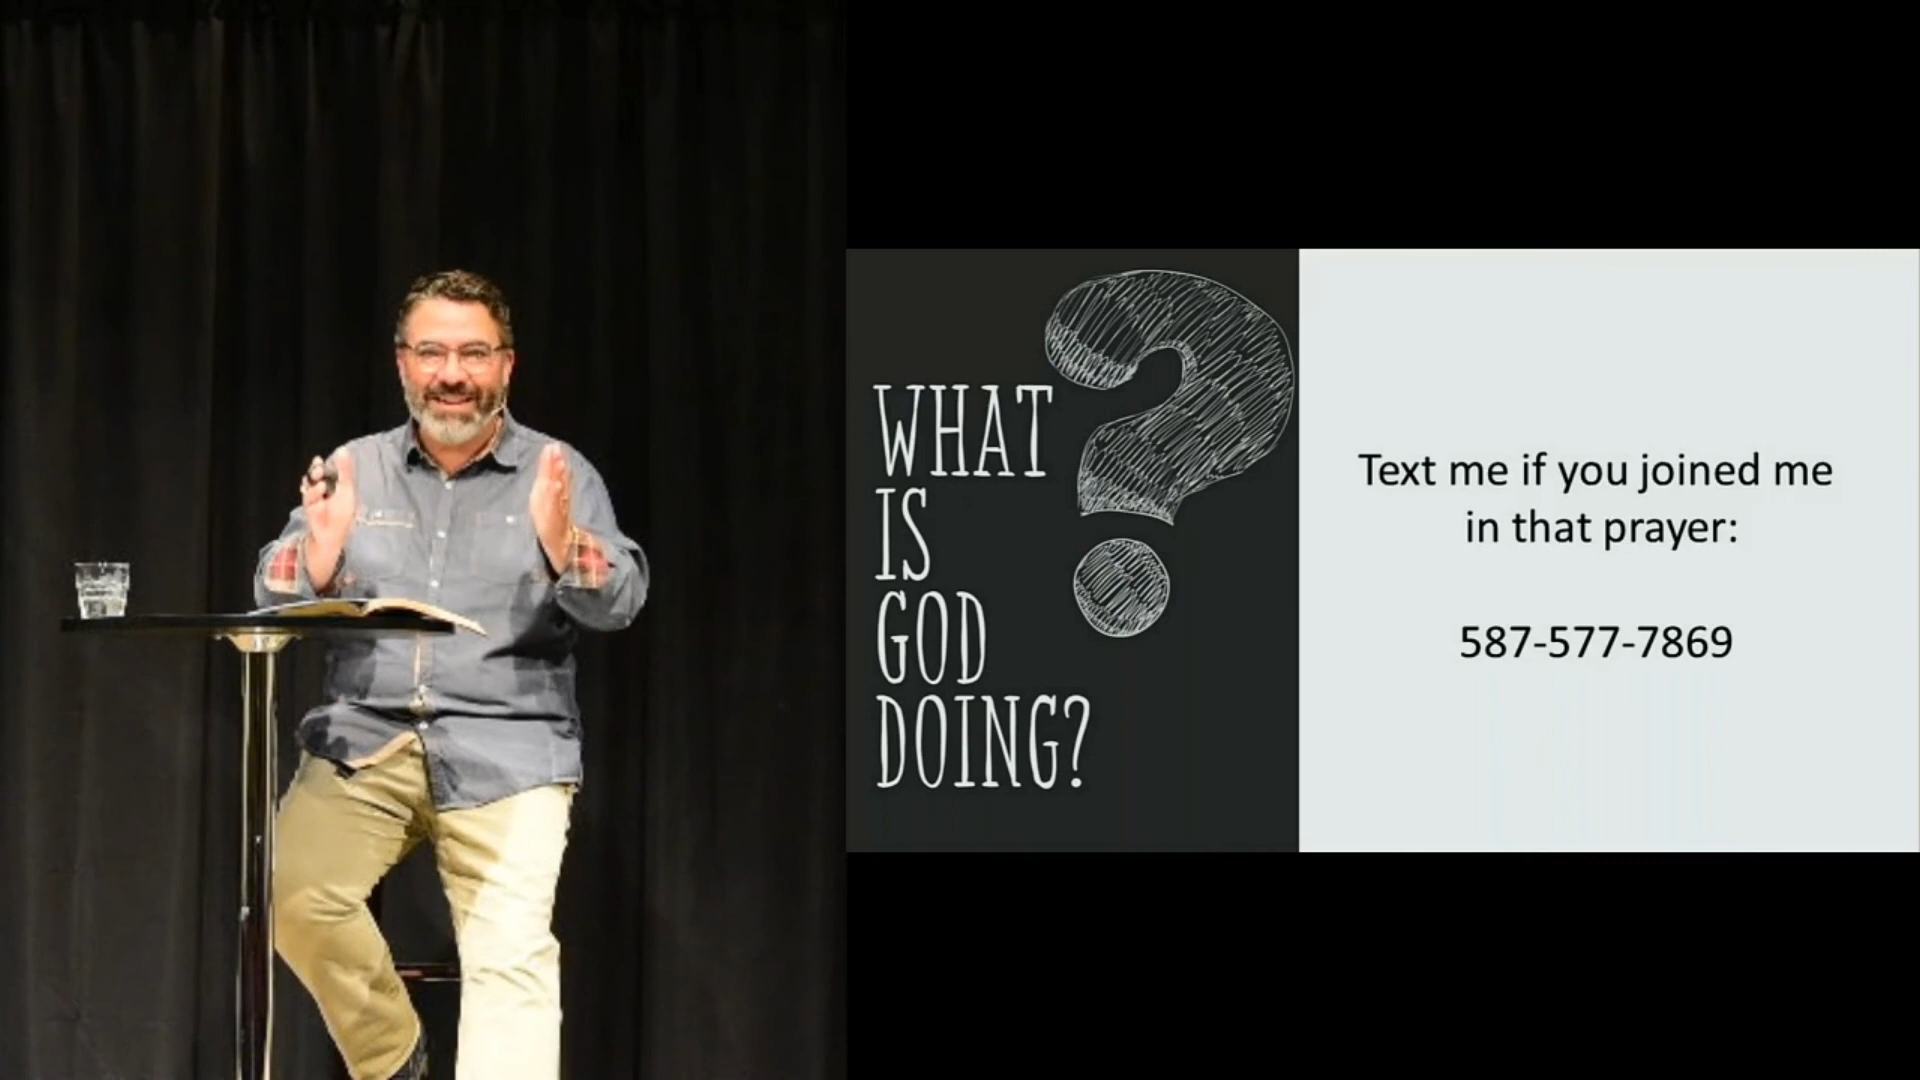 WHAT
IS
GOD
DOING?
Text me if you joined me
in that prayer:
587-577-7869